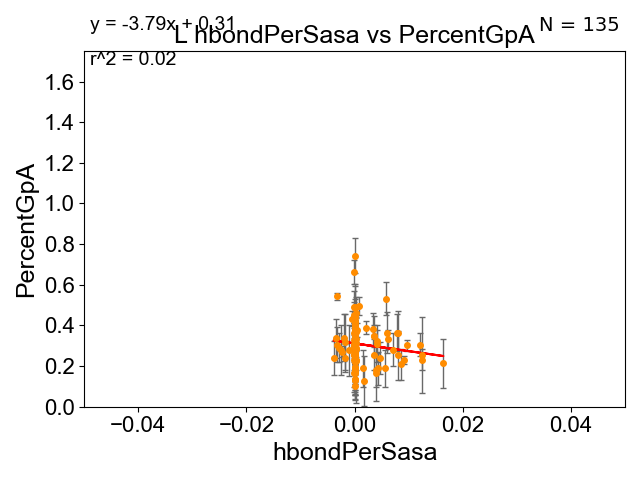 y = -3.79x + 0.31
L hbondPerSasa vs PercentGpA
N = 135
r^2 = 0.02
1.6
1.4
1.2
1.0
0.8
0.6
0.4
0.2
0.0
PercentGpA
−0.04
−0.02
0.00
0.02
0.04
hbondPerSasa